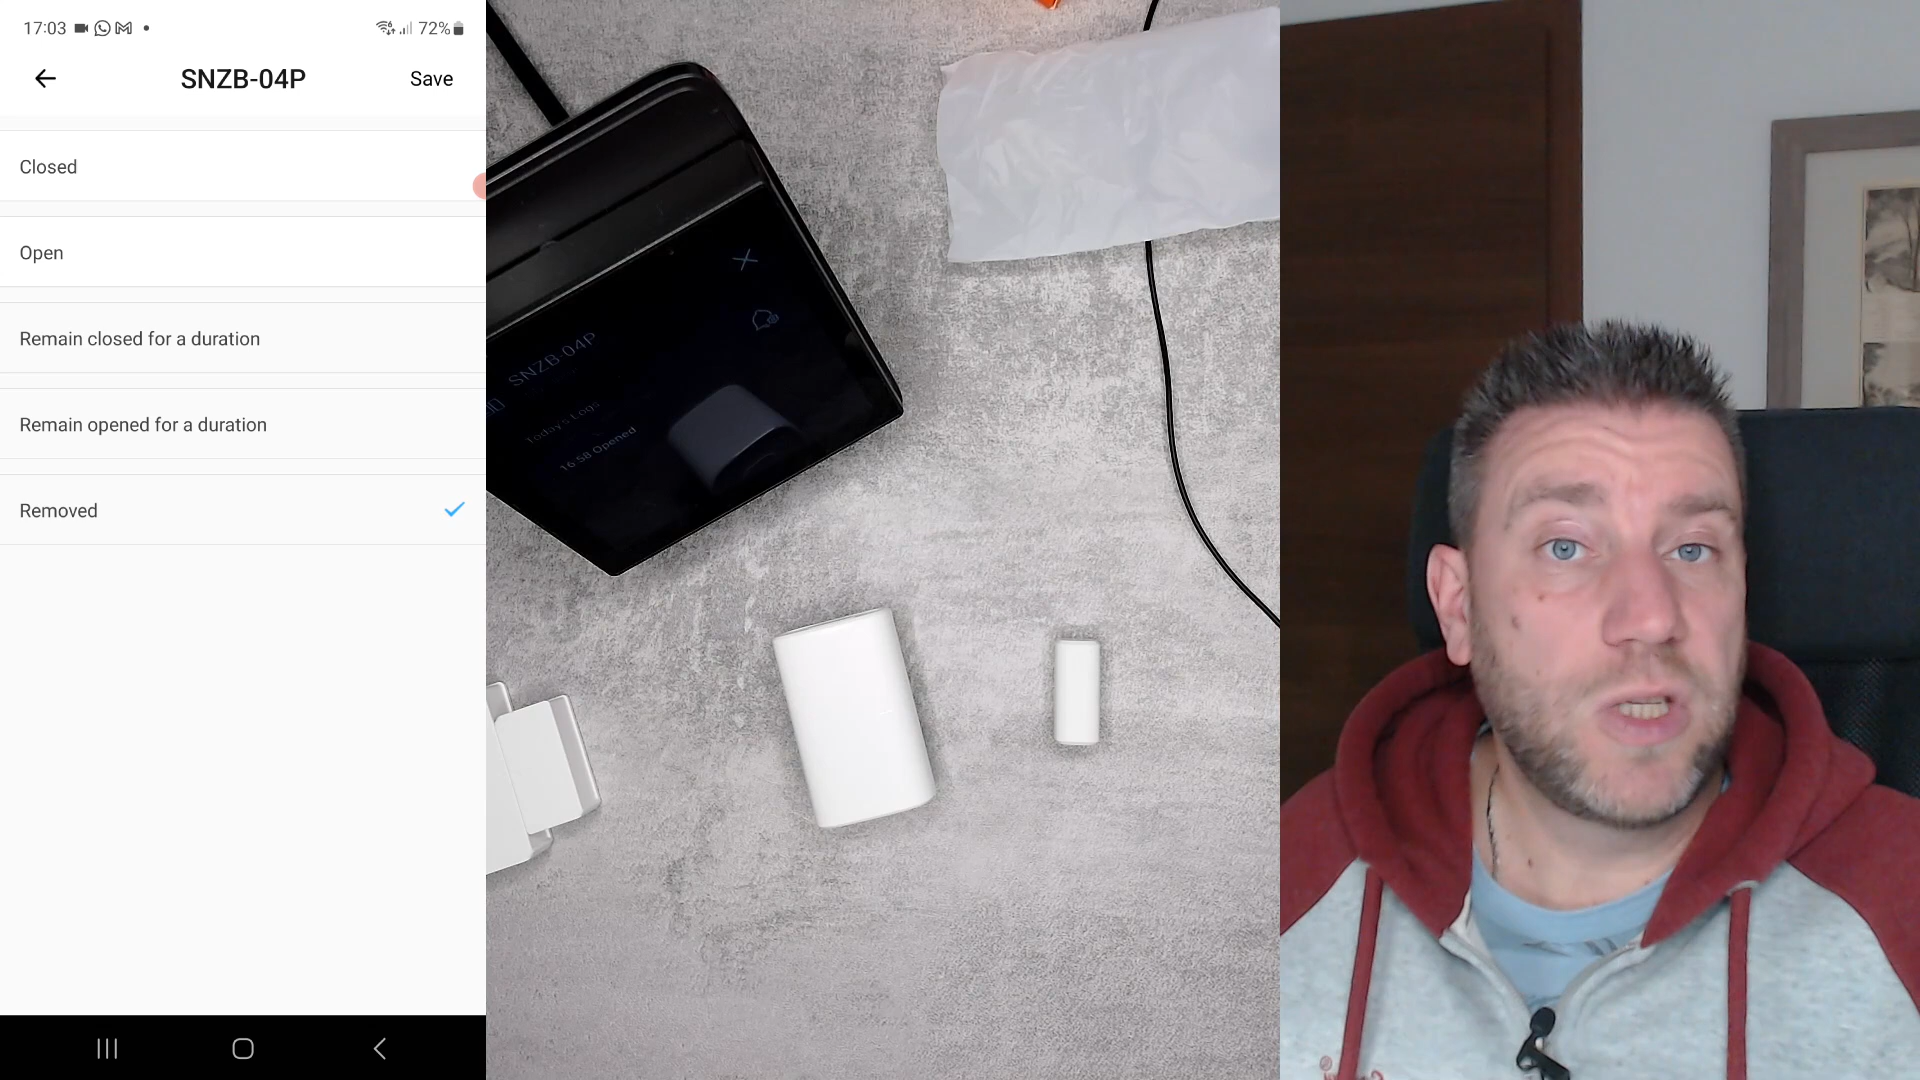 17:03
72%
SNZB-04P
Save
Closed
Open
Remain closed for a duration
Remain opened for a duration
Removed
SNZB-04P
Today's Logs
16:58 Opened